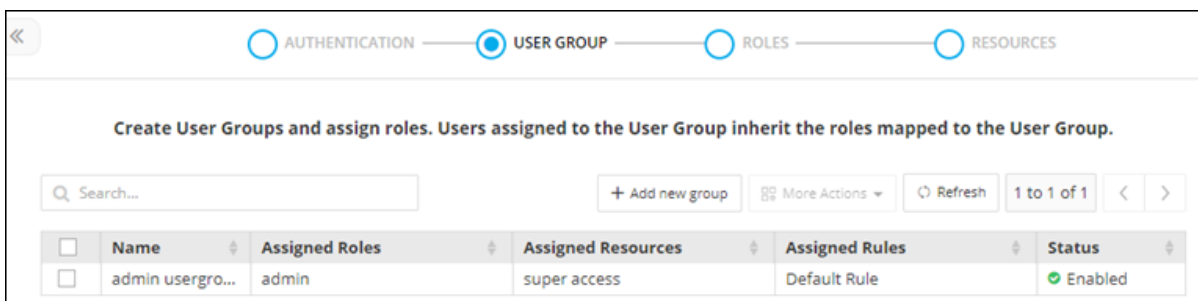 AUTHENTICATION USER GROUP ROLES RESOURCES
Create User Groups and assign roles. Users assigned to the User Group inherit the roles mapped to the User Group.
Search... + Add new group More Actions Refresh 1 to 1 of 1
Name Assigned Roles Assigned Resources Assigned Rules Status
admin usergro... admin super access Default Rule Enabled